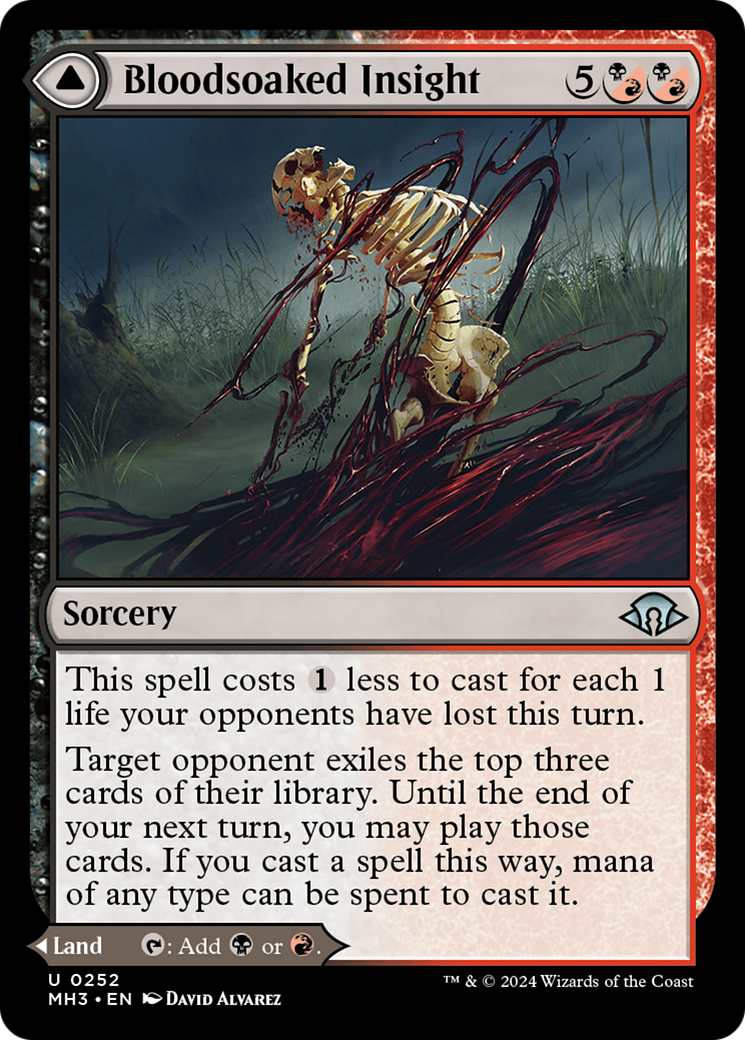 Bloodsoaked Insight 5
Sorcery
This spell costs 1 less to cast for each 1
life your opponents have lost this turn.
Target opponent exiles the top three
cards of their library. Until the end of
your next turn, you may play those
cards. If you cast a spell this way, mana
of any type can be spent to cast it.
Land : Add or .
U 0252
MH3 • EN David Alvarez
™ & © 2024 Wizards of the Coast